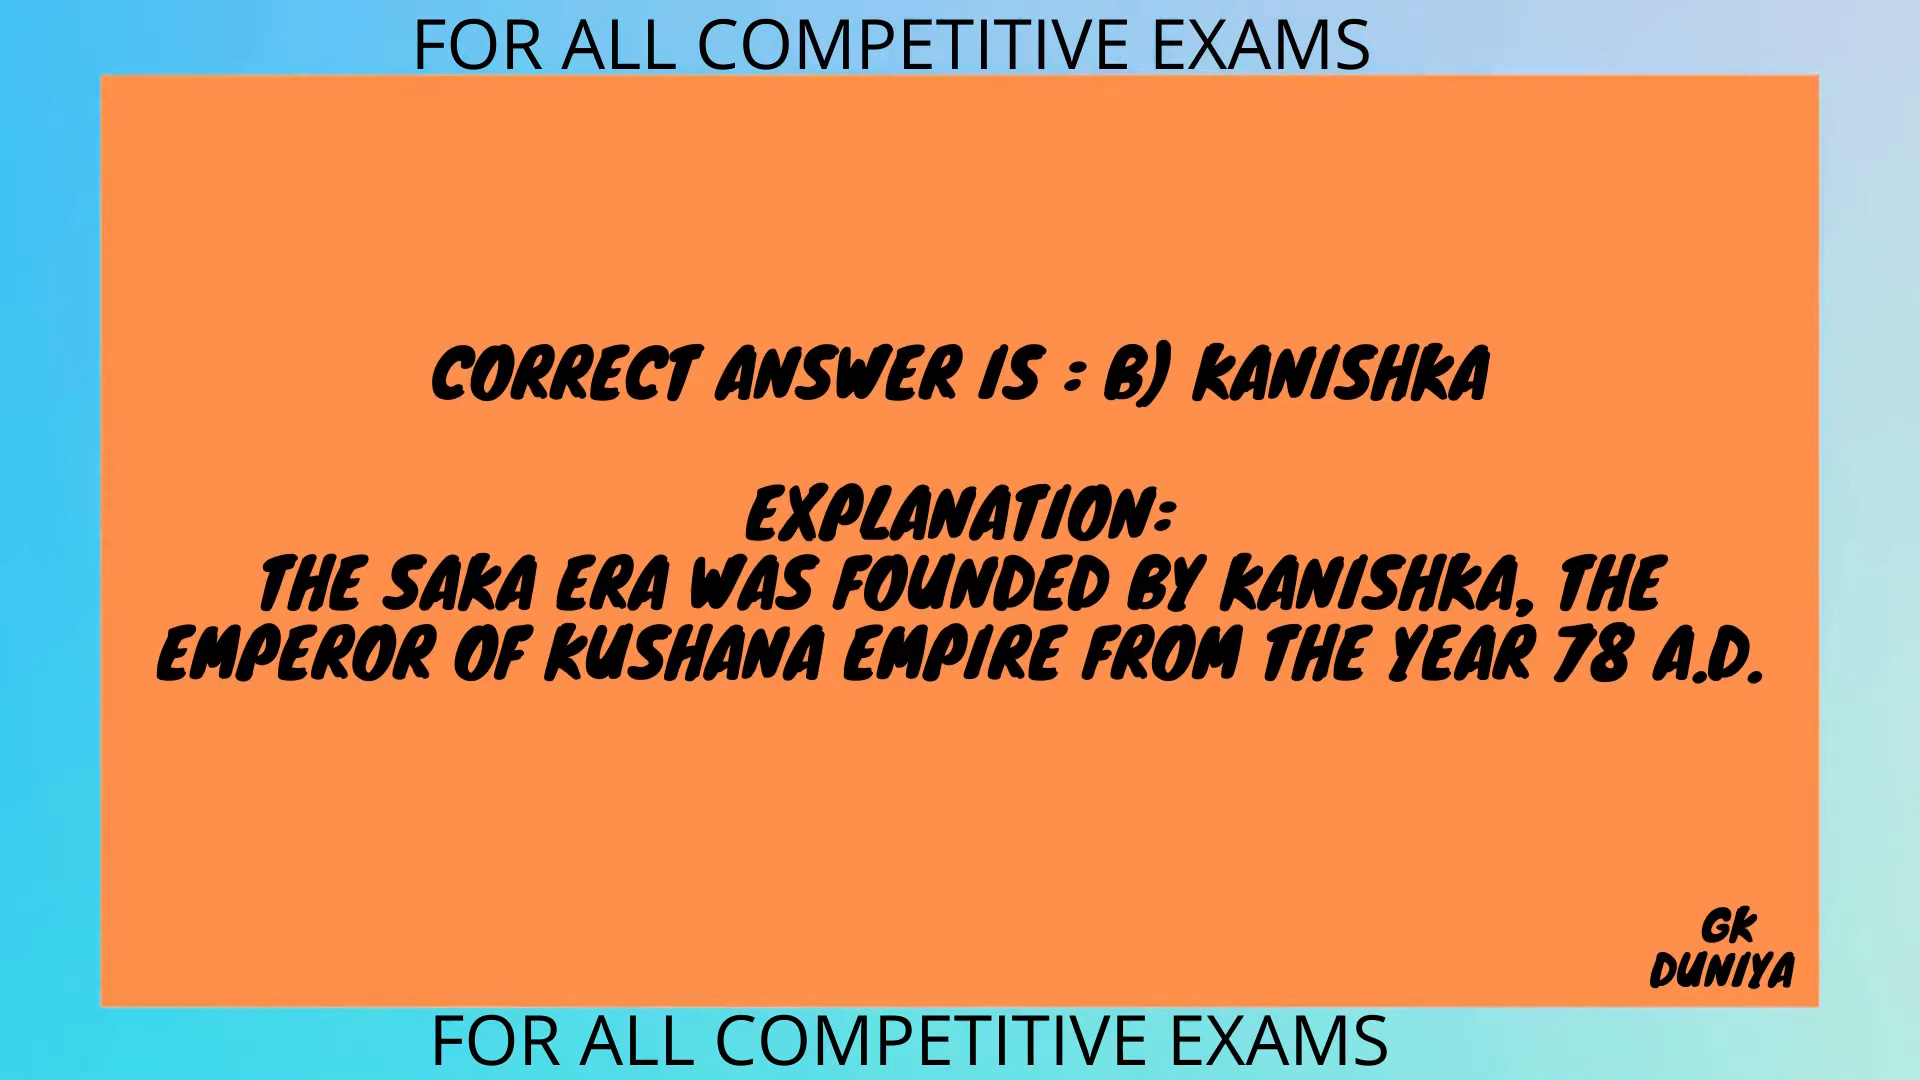 FOR ALL COMPETITIVE EXAMS
CORRECT ANSWER IS : B) KANISHKA
EXPLANATION:
THE SAKA ERA WAS FOUNDED BY KANISHKA, THE
EMPEROR OF KUSHANA EMPIRE FROM THE YEAR 78 A.D.
GK
DUNIYA
FOR ALL COMPETITIVE EXAMS